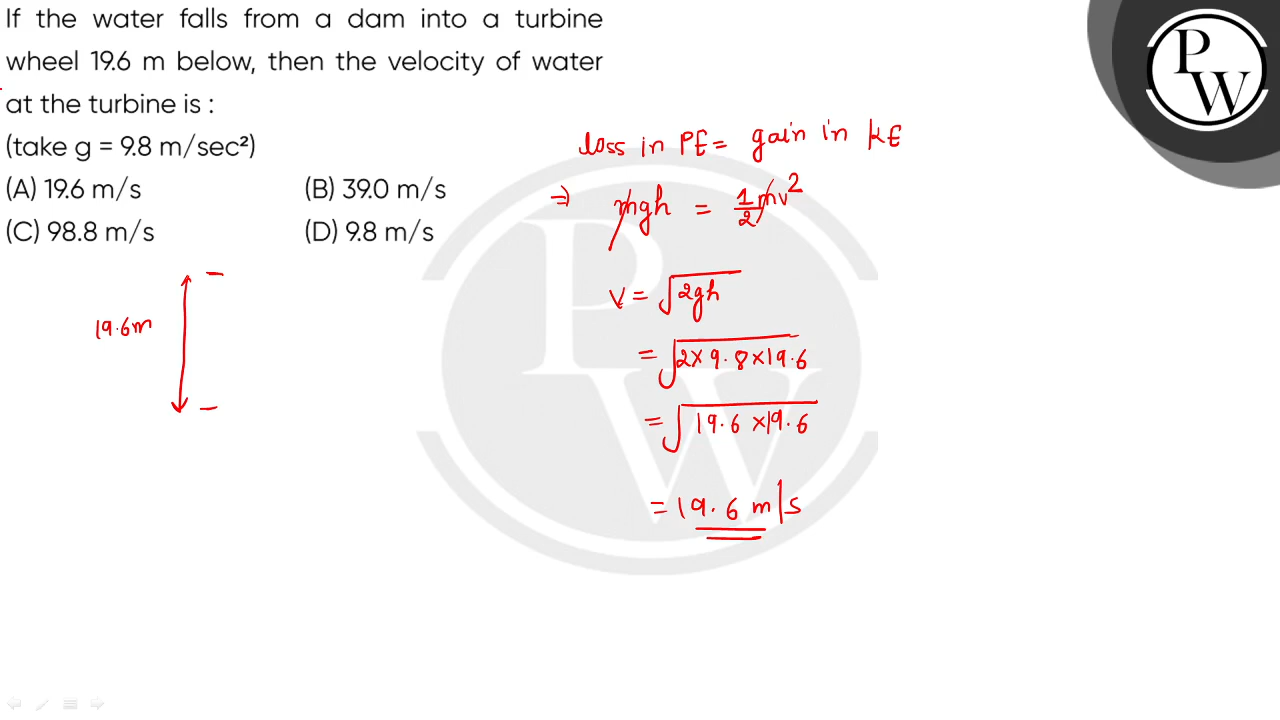 If the water falls from a dam into a turbine
wheel 19.6 m below, then the velocity of water
at the turbine is :
(take g = 9.8 m/sec²)
(A) 19.6 m/s (B) 39.0 m/s
(C) 98.8 m/s (D) 9.8 m/s
19.6m
loss in PE = gain in KE
⇒ mgh = 1/2 mv²
v = √2gh
= √2×9.8×19.6
= √19.6×19.6
= 19.6 m/s
P
W
P
W